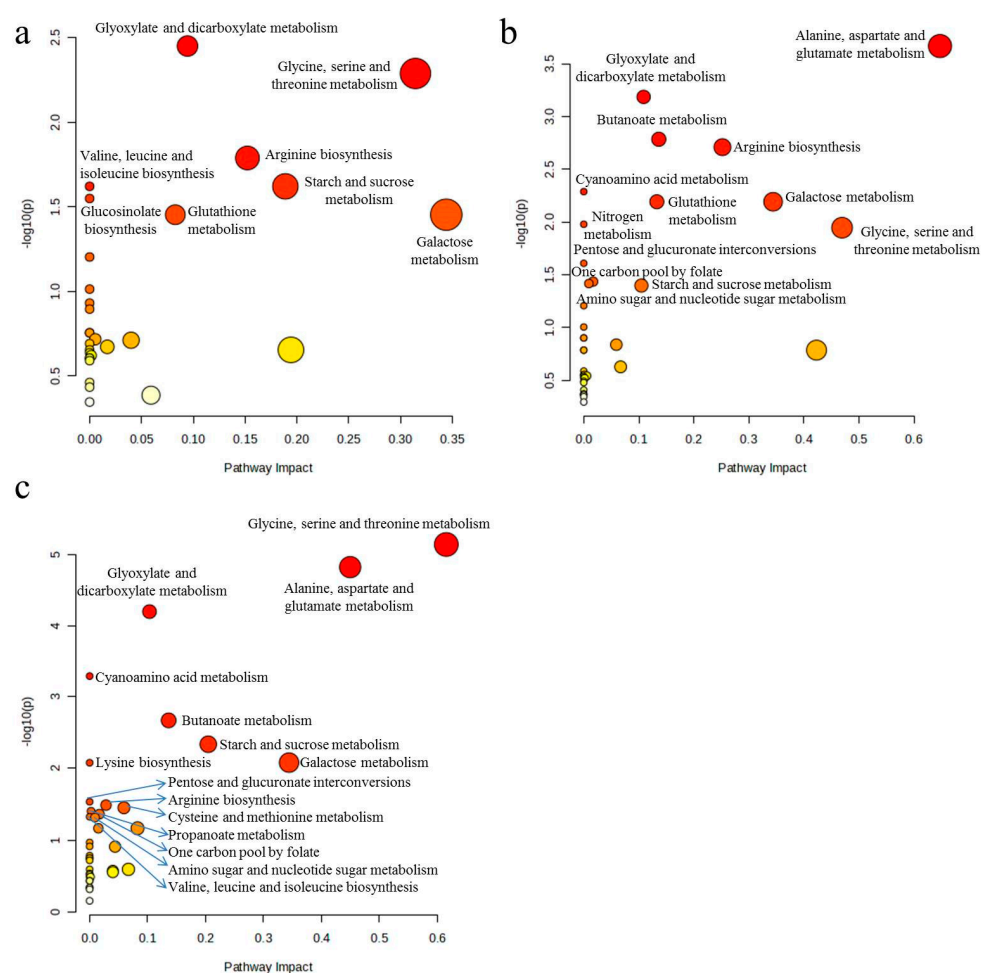 a
Glyoxylate and dicarboxylate metabolism
Glycine, serine and
threonine metabolism
Arginine biosynthesis
Valine, leucine and
isoleucine biosynthesis
Starch and sucrose
metabolism
Glucosinolate
biosynthesis
Glutathione
metabolism
Galactose
metabolism
-log10(p)
2.5
2.0
1.5
1.0
0.5
0.00
0.05
0.10
0.15
0.20
0.25
0.30
0.35
Pathway Impact
b
Alanine, aspartate and
glutamate metabolism
Glyoxylate and
dicarboxylate metabolism
Butanoate metabolism
Arginine biosynthesis
Cyanoamino acid metabolism
Glutathione
metabolism
Galactose metabolism
Nitrogen
metabolism
Glycine, serine and
threonine metabolism
Pentose and glucuronate interconversions
One carbon pool by folate
Starch and sucrose metabolism
Amino sugar and nucleotide sugar metabolism
-log10(p)
3.5
3.0
2.5
2.0
1.5
1.0
0.5
0.0
0.1
0.2
0.3
0.4
0.5
0.6
Pathway Impact
c
Glycine, serine and threonine metabolism
Alanine, aspartate and
glutamate metabolism
Glyoxylate and
dicarboxylate metabolism
Cyanoamino acid metabolism
Butanoate metabolism
Starch and sucrose metabolism
Lysine biosynthesis
Galactose metabolism
Pentose and glucuronate interconversions
Arginine biosynthesis
Cysteine and methionine metabolism
Propanoate metabolism
One carbon pool by folate
Amino sugar and nucleotide sugar metabolism
Valine, leucine and isoleucine biosynthesis
-log10(p)
5
4
3
2
1
0
0.0
0.1
0.2
0.3
0.4
0.5
0.6
Pathway Impact